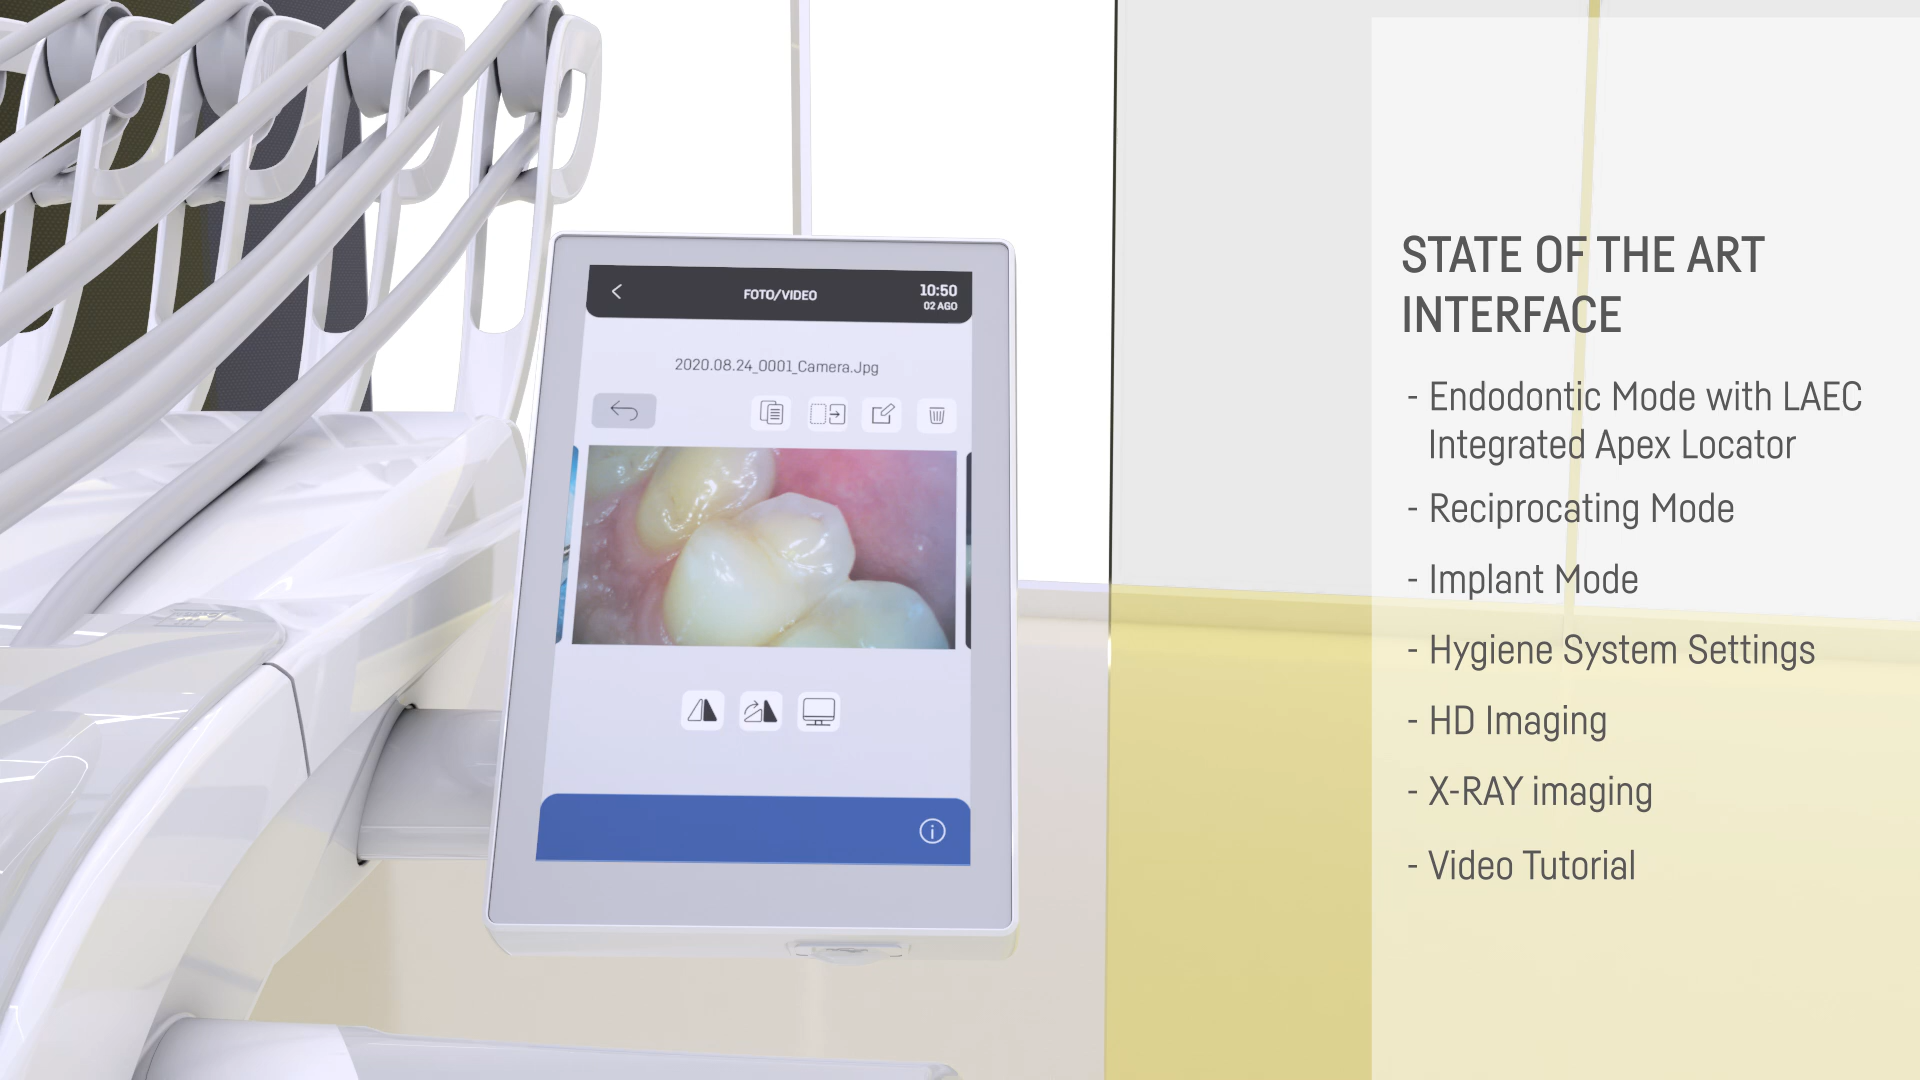 FOTO/VIDEO
10:50
02 AGO
2020.08.24_0001_Camera.Jpg
STATE OF THE ART
INTERFACE
- Endodontic Mode with LAEC
Integrated Apex Locator
- Reciprocating Mode
- Implant Mode
- Hygiene System Settings
- HD Imaging
- X-RAY imaging
- Video Tutorial